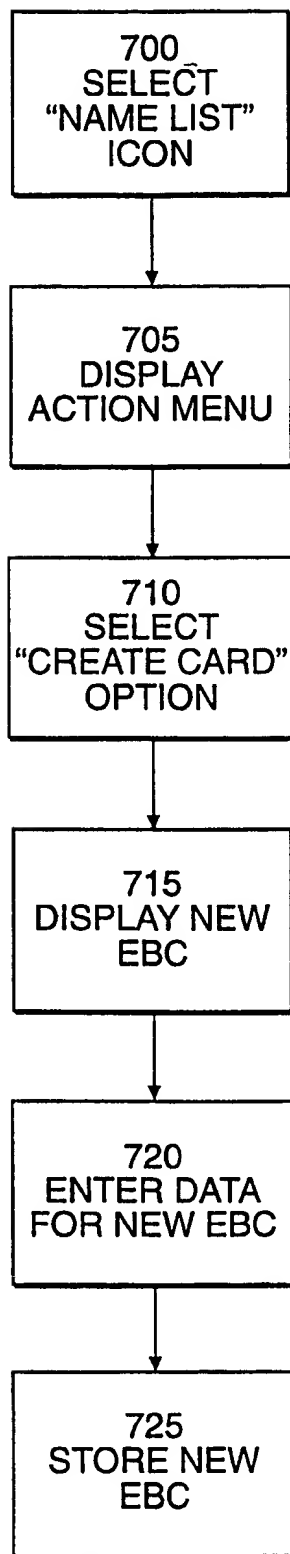 700
SELECT
“NAME LIST”
ICON
705
DISPLAY
ACTION MENU
710
SELECT
“CREATE CARD”
OPTION
715
DISPLAY NEW
EBC
720
ENTER DATA
FOR NEW EBC
725
STORE NEW
EBC